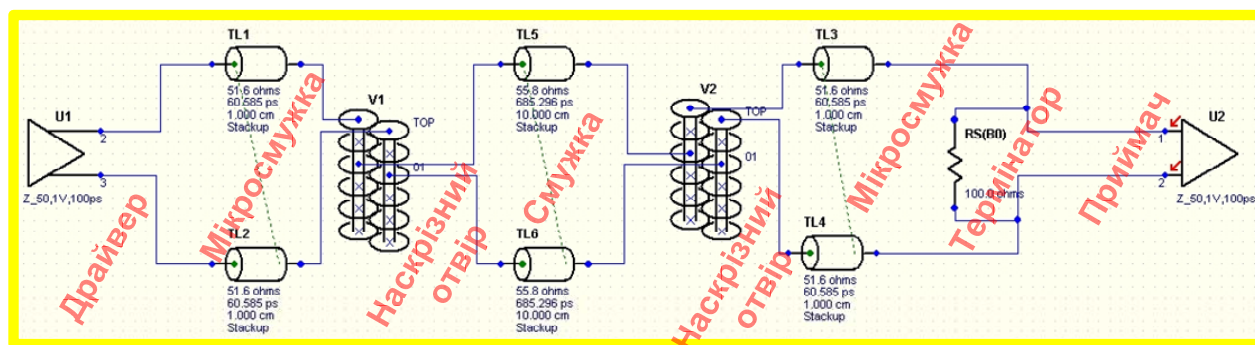 TL1
51.6 ohms
60.585 ps
1.000 cm
Stackup
TL5
55.8 ohms
685.296 ps
10.000 cm
Stackup
TL3
51.6 ohms
60.585 ps
1.000 cm
Stackup
U1
2
3
Z_50,1V,100ps
V1
TOP
01
V2
TOP
01
RS(B0)
100.0 ohms
U2
1
2
Z_50,1V,100ps
TL2
51.6 ohms
60.585 ps
1.000 cm
Stackup
TL6
55.8 ohms
685.296 ps
10.000 cm
Stackup
TL4
51.6 ohms
60.585 ps
1.000 cm
Stackup
Драйвер
Мікросмужка
Наскрізний
отвір
Смужка
Наскрізний
отвір
Мікросмужка
Термінатор
Приймач